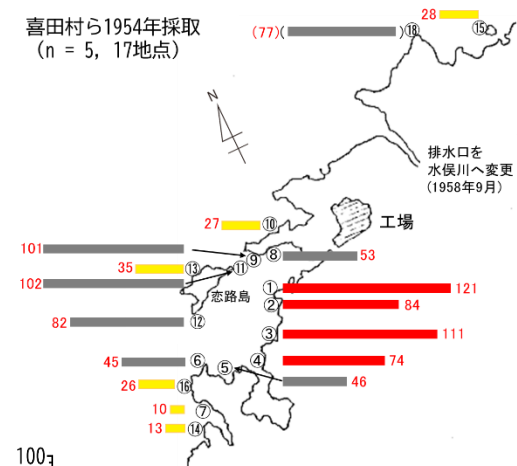 喜田村ら1954年採取
(n = 5, 17地点)
(77)( ) ⑱
28 ⑮
N
排水口を
水俣川へ変更
(1958年9月)
工場
27 ⑩
101
⑨ ⑧ 53
35 ⑬ ⑪
102
恋路島
① 121
② 84
82 ⑫
③ 111
45 ⑥ ⑤ ④ 74
46
26 ⑯
10 ⑦
13 ⑭
100